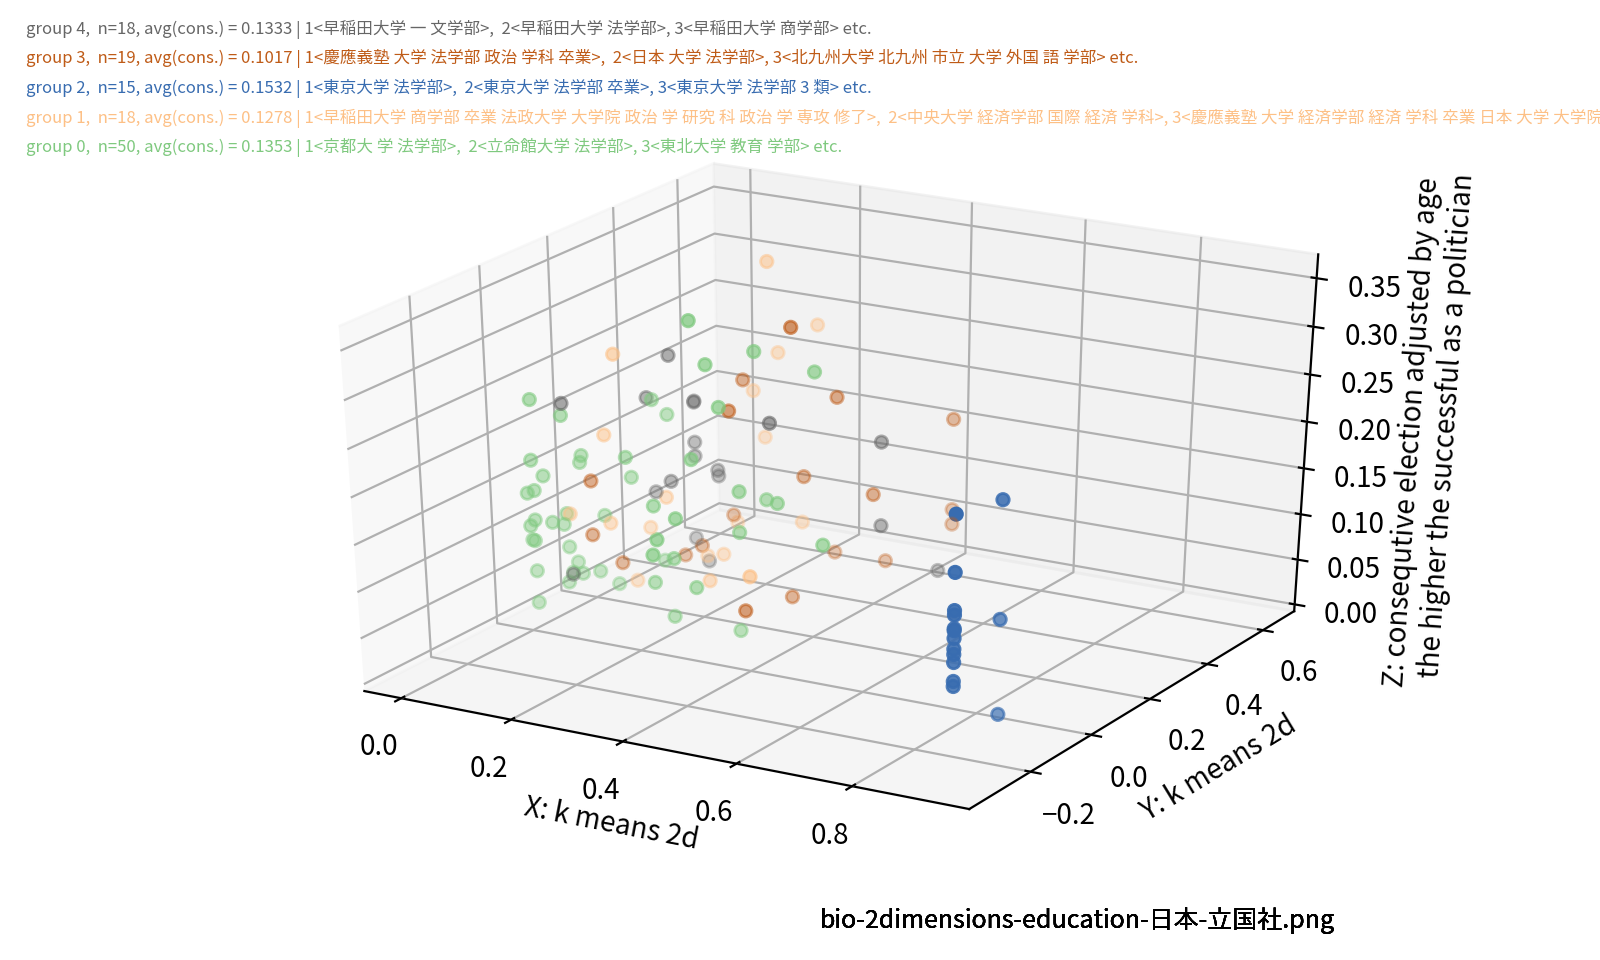 group 4,  n=18, avg(cons.) = 0.1333 | 1<早稲田大学 一 文学部>,  2<早稲田大学 法学部>, 3<早稲田大学 商学部> etc.
group 3,  n=19, avg(cons.) = 0.1017 | 1<慶應義塾 大学 法学部 政治 学科 卒業>,  2<日本 大学 法学部>, 3<北九州大学 北九州 市立 大学 外国 語 学部> etc.
group 2,  n=15, avg(cons.) = 0.1532 | 1<東京大学 法学部>,  2<東京大学 法学部 卒業>, 3<東京大学 法学部 3 類> etc.
group 1,  n=18, avg(cons.) = 0.1278 | 1<早稲田大学 商学部 卒業 法政大学 大学院 政治 学 研究 科 政治 学 専攻 修了>,  2<中央大学 経済学部 国際 経済 学科>, 3<慶應義塾 大学 経済学部 経済 学科 卒業 日本 大学 大学院
group 0,  n=50, avg(cons.) = 0.1353 | 1<京都大 学 法学部>,  2<立命館大学 法学部>, 3<東北大学 教育 学部> etc.
0.35
0.30
0.25
0.20
0.15
0.10
0.05
0.00
Z: consequtive election adjusted by age
the higher the successful as a politician
0.6
0.4
0.2
0.0
−0.2
Y: k means 2d
0.0
0.2
0.4
0.6
0.8
X: k means 2d
bio-2dimensions-education-日本-立国社.png